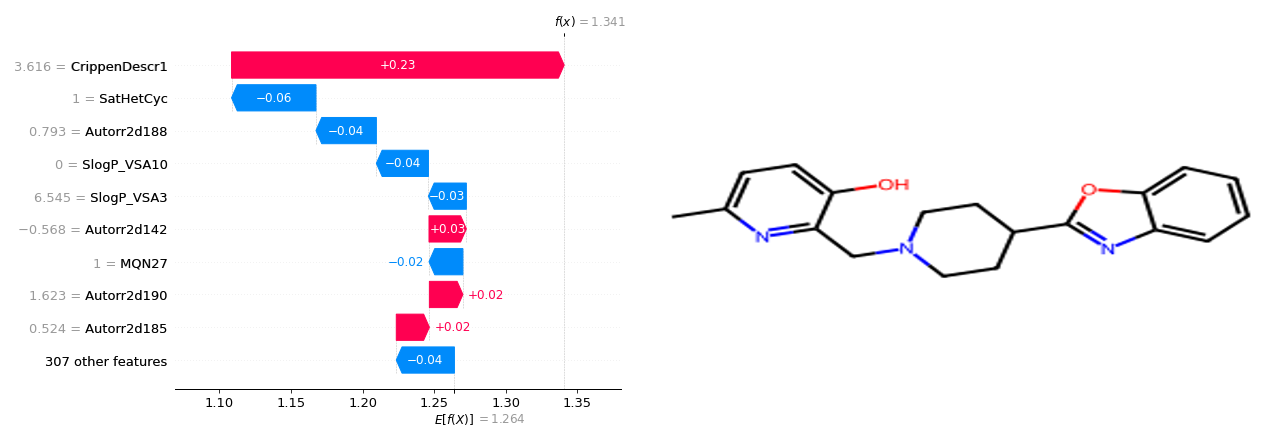 f(x) = 1.341
3.616 = CrippenDescr1
+0.23
1 = SatHetCyc
−0.06
0.793 = Autorr2d188
−0.04
0 = SlogP_VSA10
−0.04
6.545 = SlogP_VSA3
−0.03
−0.568 = Autorr2d142
+0.03
1 = MQN27
−0.02
1.623 = Autorr2d190
+0.02
0.524 = Autorr2d185
+0.02
307 other features
−0.04
1.10 1.15 1.20 1.25 1.30 1.35
E[f(X)] = 1.264
OH
N
N
O
N